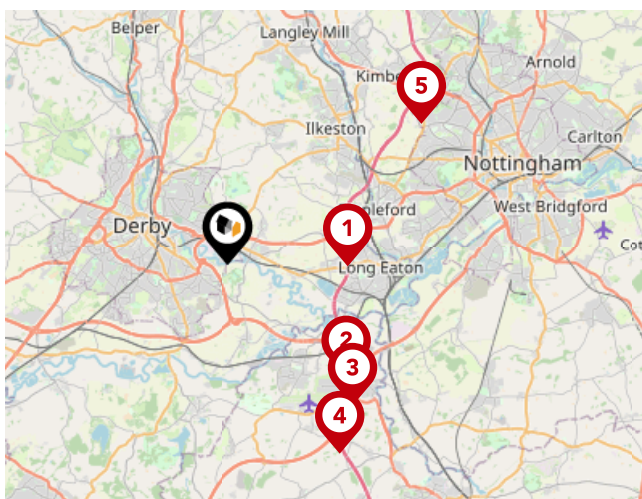 Belper
Langley Mill
Arnold
Kimbe
5
Ilkeston
Carlton
Nottingham
West Bridgford
pleford
Derby
1
Cot
Long Eaton
2
3
4